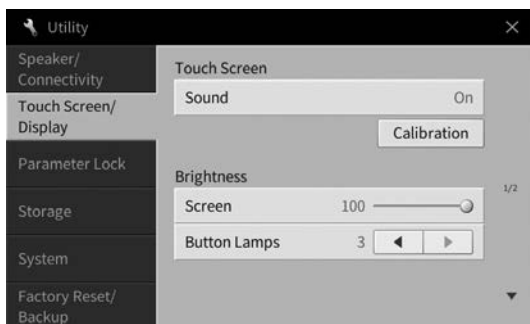 Utility
Speaker/
Connectivity
Touch Screen/
Display
Parameter Lock
Storage
System
Factory Reset/
Backup
Touch Screen
Sound On
Calibration
Brightness
Screen 100
Button Lamps 3
1/2